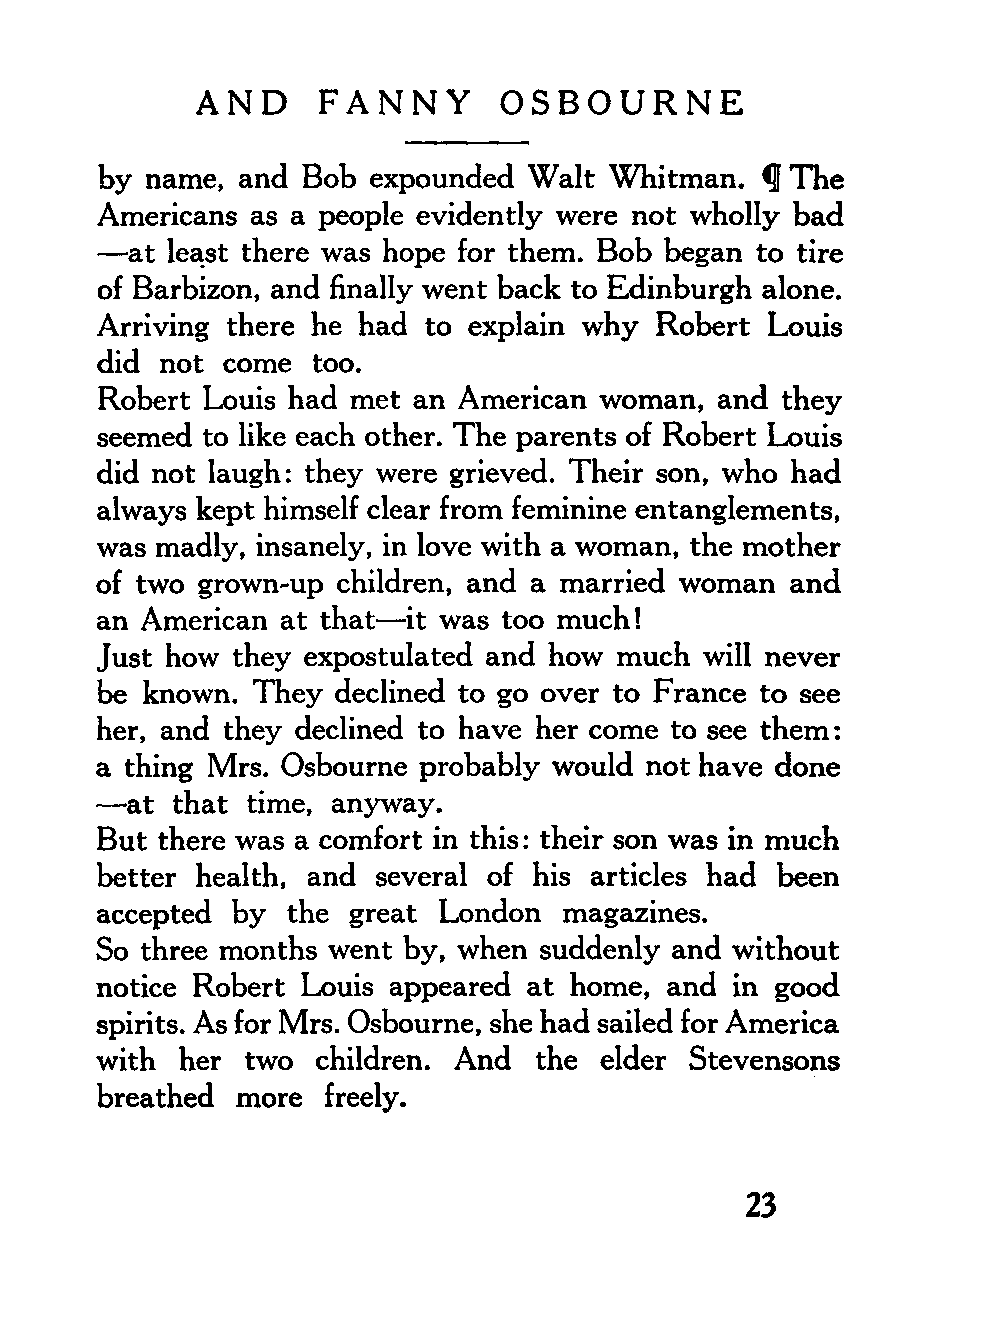 AND FANNY OSBOURNE
by name, and Bob expounded Walt Whitman. ¶ The
Americans as a people evidently were not wholly bad
—at least there was hope for them. Bob began to tire
of Barbizon, and finally went back to Edinburgh alone.
Arriving there he had to explain why Robert Louis
did not come too.
Robert Louis had met an American woman, and they
seemed to like each other. The parents of Robert Louis
did not laugh: they were grieved. Their son, who had
always kept himself clear from feminine entanglements,
was madly, insanely, in love with a woman, the mother
of two grown-up children, and a married woman and
an American at that—it was too much!
Just how they expostulated and how much will never
be known. They declined to go over to France to see
her, and they declined to have her come to see them:
a thing Mrs. Osbourne probably would not have done
—at that time, anyway.
But there was a comfort in this: their son was in much
better health, and several of his articles had been
accepted by the great London magazines.
So three months went by, when suddenly and without
notice Robert Louis appeared at home, and in good
spirits. As for Mrs. Osbourne, she had sailed for America
with her two children. And the elder Stevensons
breathed more freely.
23